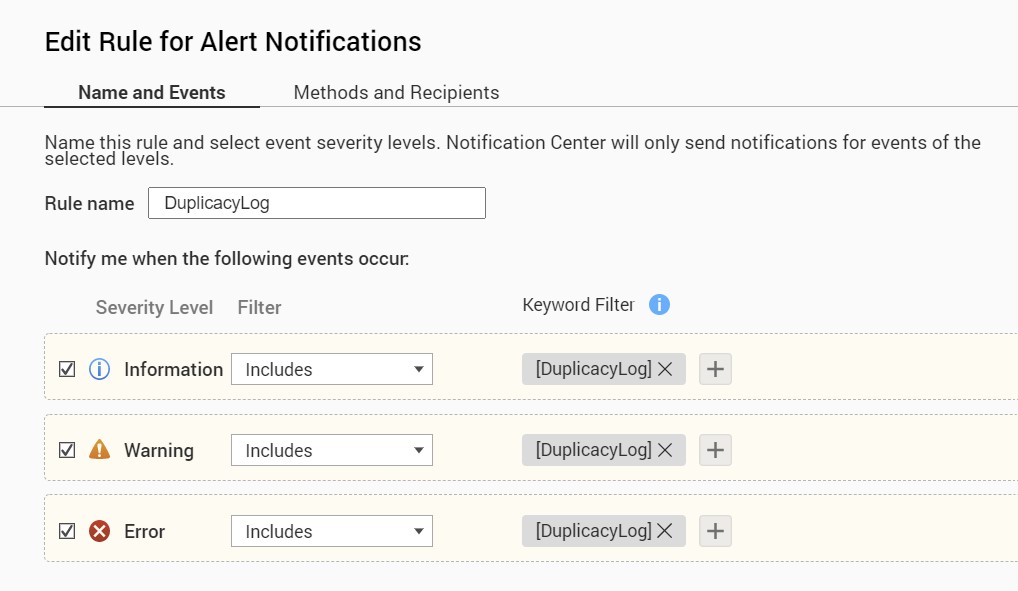 Edit Rule for Alert Notifications
Name and Events Methods and Recipients
Name this rule and select event severity levels. Notification Center will only send notifications for events of the
selected levels.
Rule name DuplicacyLog
Notify me when the following events occur:
Severity Level Filter Keyword Filter
Information Includes [DuplicacyLog]
Warning Includes [DuplicacyLog]
Error Includes [DuplicacyLog]